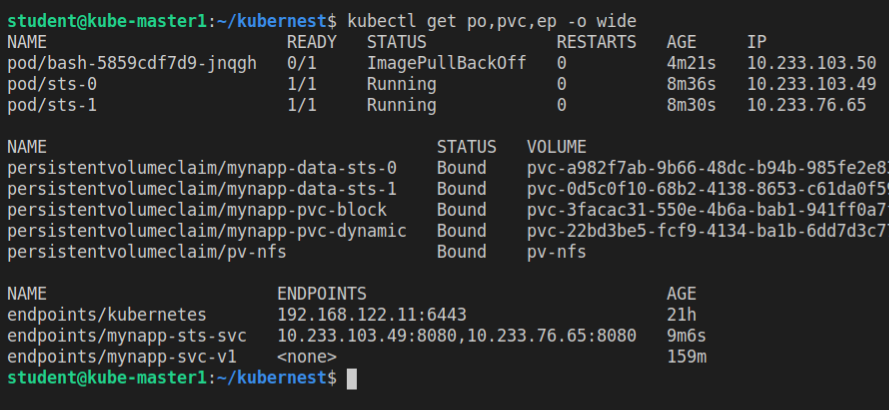 student@kube-master1:~/kubernest$ kubectl get po,pvc,ep -o wide
NAME READY STATUS RESTARTS AGE IP
pod/bash-5859cdf7d9-jnqgh 0/1 ImagePullBackOff 0 4m21s 10.233.103.50
pod/sts-0 1/1 Running 0 8m36s 10.233.103.49
pod/sts-1 1/1 Running 0 8m30s 10.233.76.65
NAME STATUS VOLUME
persistentvolumeclaim/mynapp-data-sts-0 Bound pvc-a982f7ab-9b66-48dc-b94b-985fe2e8
persistentvolumeclaim/mynapp-data-sts-1 Bound pvc-0d5c0f10-68b2-4138-8653-c61da0f5
persistentvolumeclaim/mynapp-pvc-block Bound pvc-3facac31-550e-4b6a-bab1-941ff0a7
persistentvolumeclaim/mynapp-pvc-dynamic Bound pvc-22bd3be5-fcf9-4134-ba1b-6dd7d3c7
persistentvolumeclaim/pv-nfs Bound pv-nfs
NAME ENDPOINTS AGE
endpoints/kubernetes 192.168.122.11:6443 21h
endpoints/mynapp-sts-svc 10.233.103.49:8080,10.233.76.65:8080 9m6s
endpoints/mynapp-svc-v1 <none> 159m
student@kube-master1:~/kubernest$